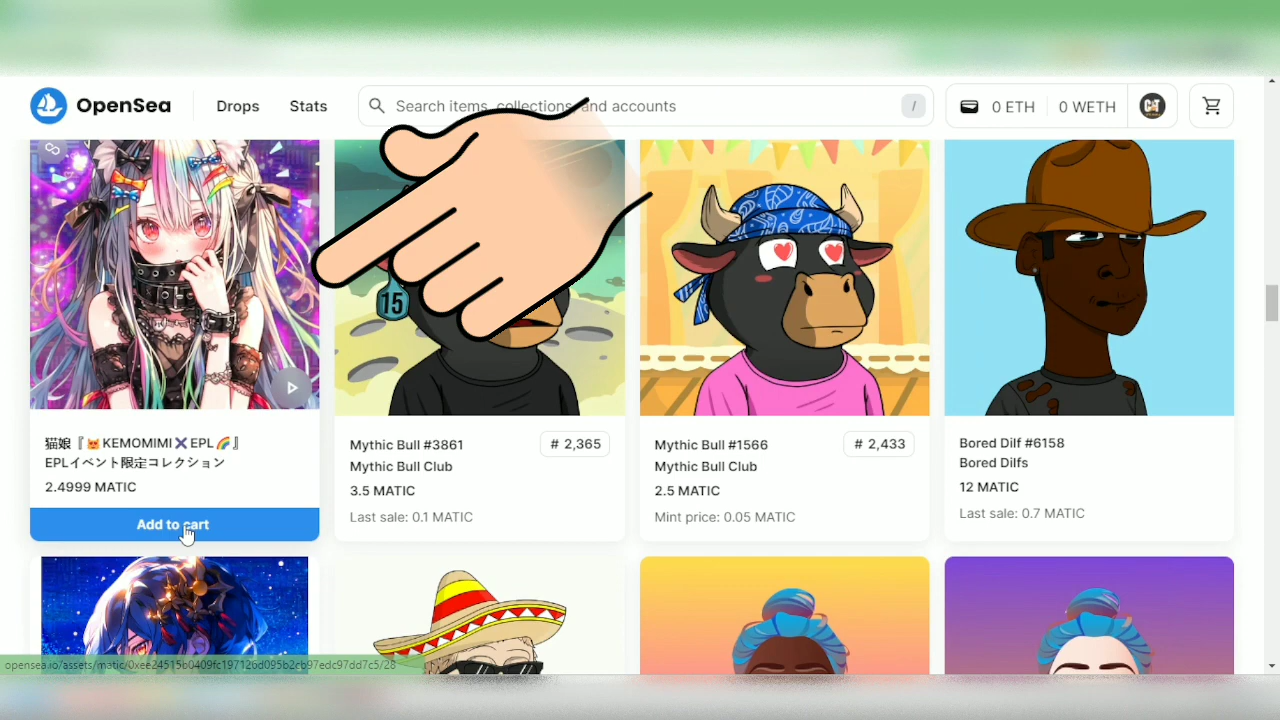 OpenSea
Drops
Stats
Search items, collections, and accounts
/
0 ETH
0 WETH
15
猫娘『😼KEMOMIMI❌EPL🌈』
EPLイベント限定コレクション
2.4999 MATIC
Add to cart
Mythic Bull #3861
# 2,365
Mythic Bull Club
3.5 MATIC
Last sale: 0.1 MATIC
Mythic Bull #1566
# 2,433
Mythic Bull Club
2.5 MATIC
Mint price: 0.05 MATIC
Bored Dilf #6158
Bored Dilfs
12 MATIC
Last sale: 0.7 MATIC